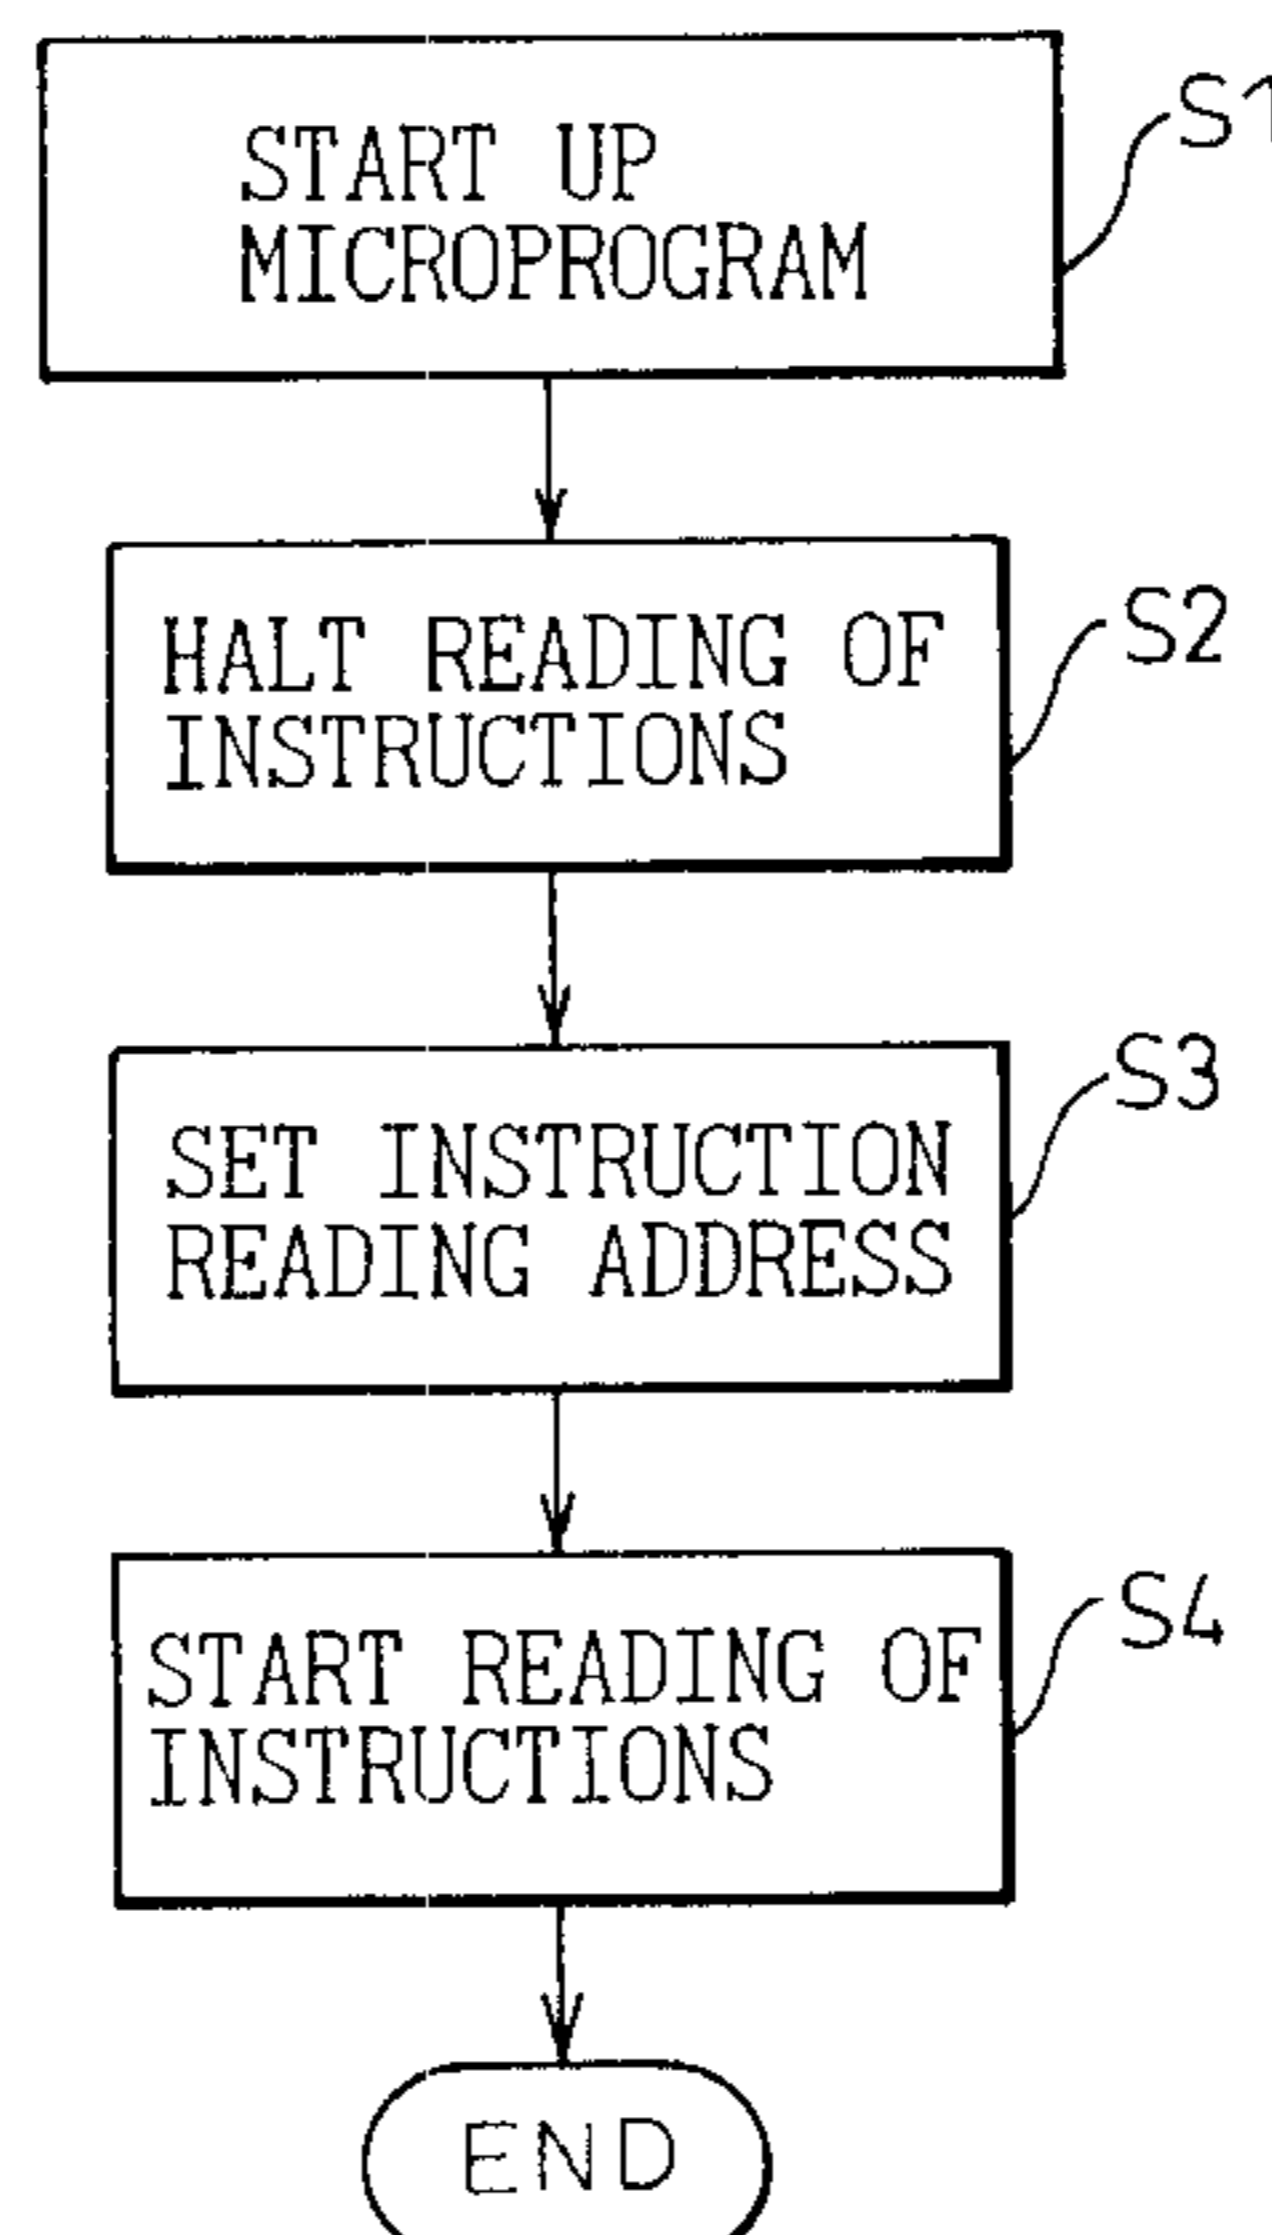 START UP
MICROPROGRAM
S1
HALT READING OF
INSTRUCTIONS
S2
SET INSTRUCTION
READING ADDRESS
S3
START READING OF
INSTRUCTIONS
S4
END